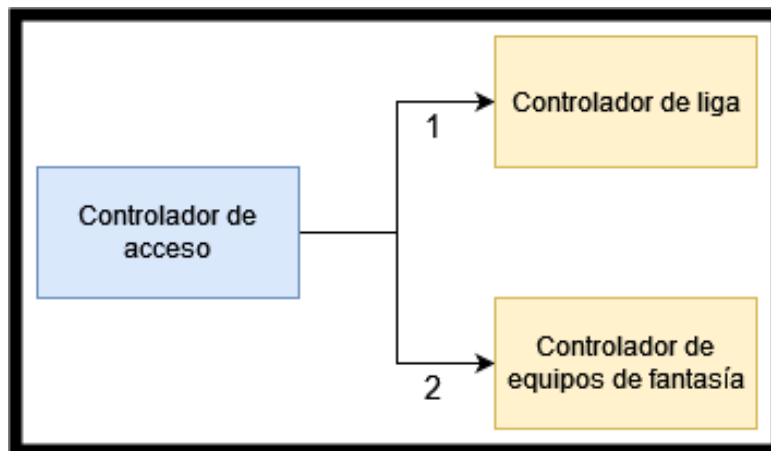 Controlador de liga
1
Controlador de
acceso
Controlador de
equipos de fantasía
2